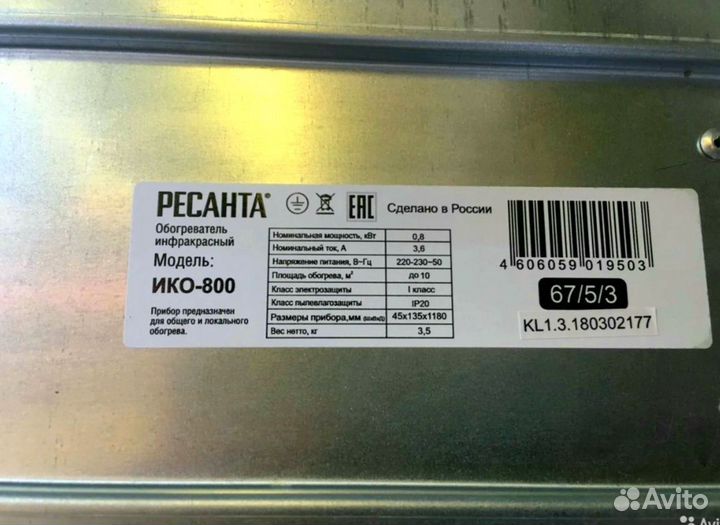 РЕСАНТА®
EAC
Сделано в России
Обогреватель
инфракрасный
Модель:
ИКО-800
Прибор предназначен
для общего и локального
обогрева.
Номинальная мощность, кВт 0,8
Номинальный ток, А 3,6
Напряжение питания, В-Гц 220-230~50
Площадь обогрева, м² до 10
Класс электрозащиты I класс
Класс пылевлагозащиты IP20
Размеры прибора,мм (ШхВхД) 45х135х1180
Вес нетто, кг 3,5
4 606059 019503
67/5/3
KL1.3.180302177
Avito
Avito